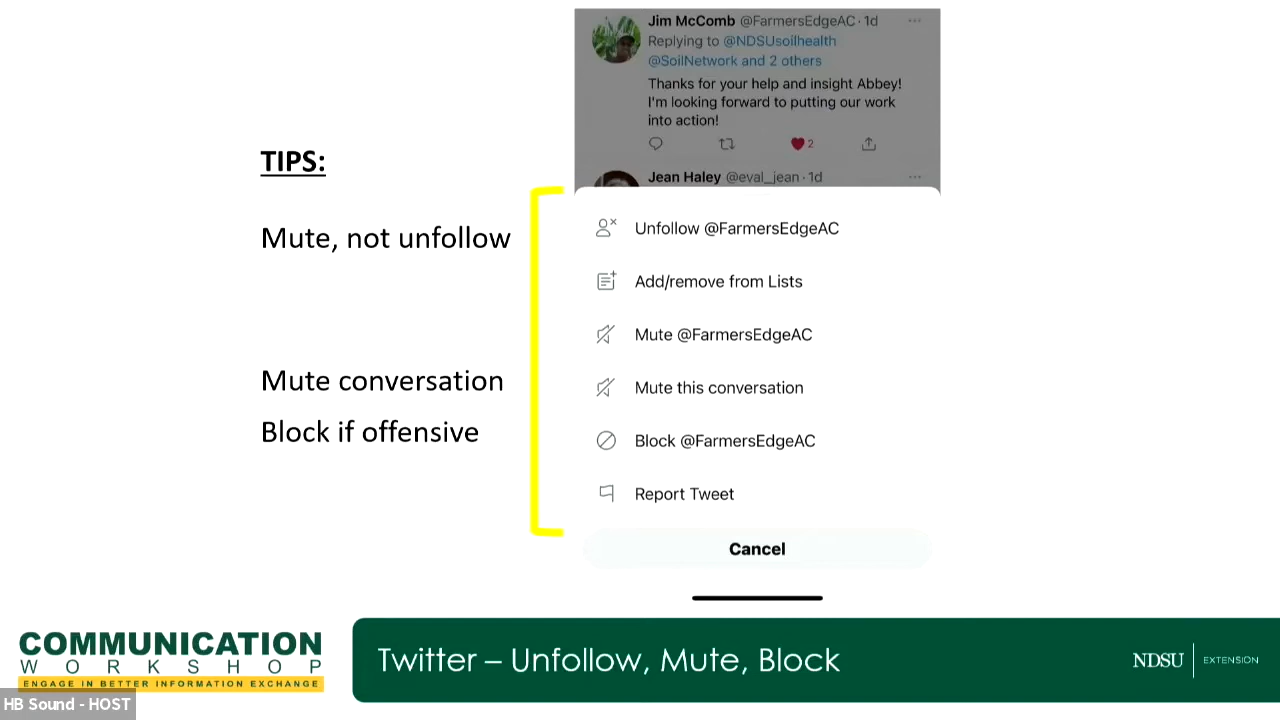 Jim McComb @FarmersEdgeAC · 1d
Replying to @NDSUsoilhealth
@SoilNetwork and 2 others
Thanks for your help and insight Abbey!
I'm looking forward to putting our work
into action!
2
Jean Haley @eval_jean · 1d
TIPS:
Mute, not unfollow
Mute conversation
Block if offensive
Unfollow @FarmersEdgeAC
Add/remove from Lists
Mute @FarmersEdgeAC
Mute this conversation
Block @FarmersEdgeAC
Report Tweet
Cancel
COMMUNICATION
WORKSHOP
ENGAGE IN BETTER INFORMATION EXCHANGE
Twitter – Unfollow, Mute, Block
NDSU EXTENSION
HB Sound - HOST